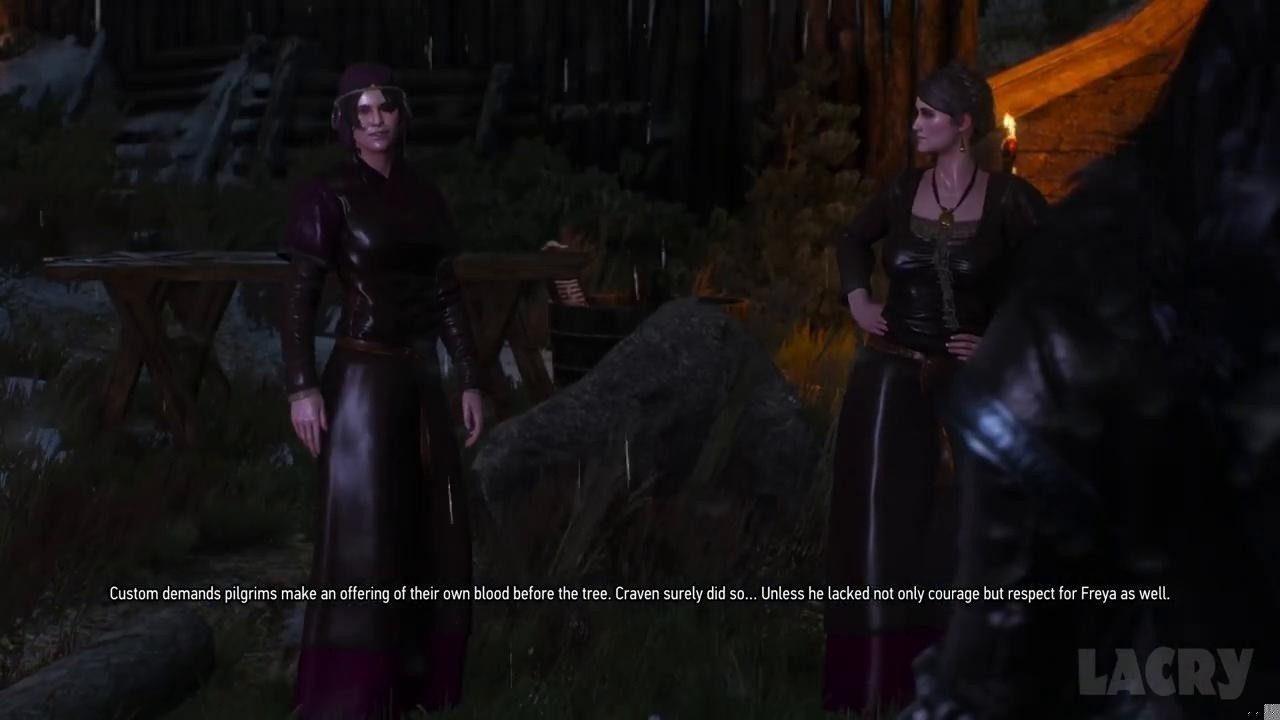 Custom demands pilgrims make an offering of their own blood before the tree. Craven surely did so... Unless he lacked not only courage but respect for Freya as well.
LACRY